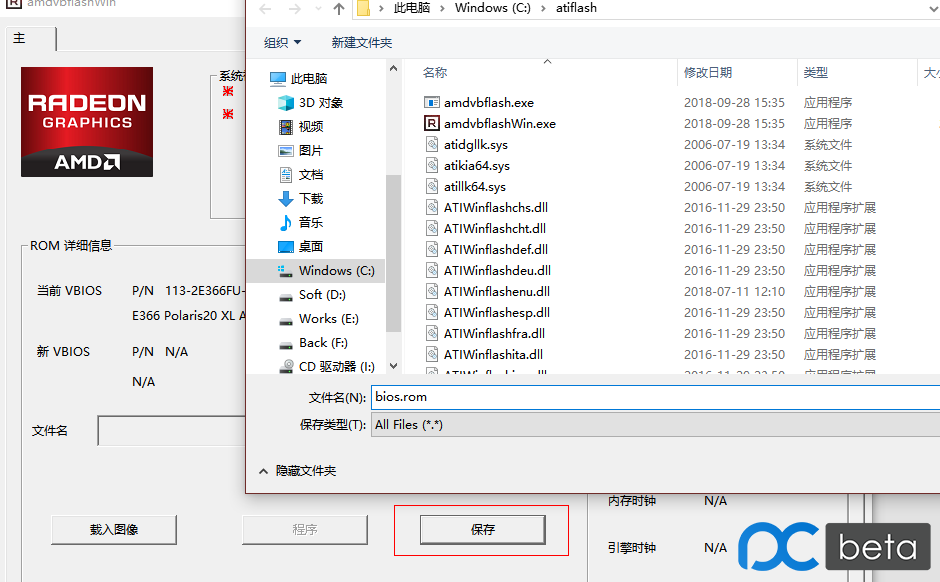 amdvbflashWin
主
RADEON
GRAPHICS
AMD
系统
ROM 详细信息
当前 VBIOS P/N 113-2E366FU-
E366 Polaris20 XL A
新 VBIOS P/N N/A
N/A
文件名
载入图像
程序
保存
此电脑 > Windows (C:) > atiflash
组织
新建文件夹
此电脑
3D 对象
视频
图片
文档
下载
音乐
桌面
Windows (C:)
Soft (D:)
Works (E:)
Back (F:)
CD 驱动器 (I:)
名称 修改日期 类型
amdvbflash.exe 2018-09-28 15:35 应用程序
amdvbflashWin.exe 2018-09-28 15:35 应用程序
atidgllk.sys 2006-07-19 13:34 系统文件
atikia64.sys 2006-07-19 13:34 系统文件
atillk64.sys 2006-07-19 13:34 系统文件
ATIWinflashchs.dll 2016-11-29 23:50 应用程序扩展
ATIWinflashcht.dll 2016-11-29 23:50 应用程序扩展
ATIWinflashdef.dll 2016-11-29 23:50 应用程序扩展
ATIWinflashdeu.dll 2016-11-29 23:50 应用程序扩展
ATIWinflashenu.dll 2018-07-11 12:10 应用程序扩展
ATIWinflashesp.dll 2016-11-29 23:50 应用程序扩展
ATIWinflashfra.dll 2016-11-29 23:50 应用程序扩展
ATIWinflashita.dll 2016-11-29 23:50 应用程序扩展
文件名(N): bios.rom
保存类型(T): All Files (*.*)
隐藏文件夹
内存时钟 N/A
引擎时钟 N/A
pc beta